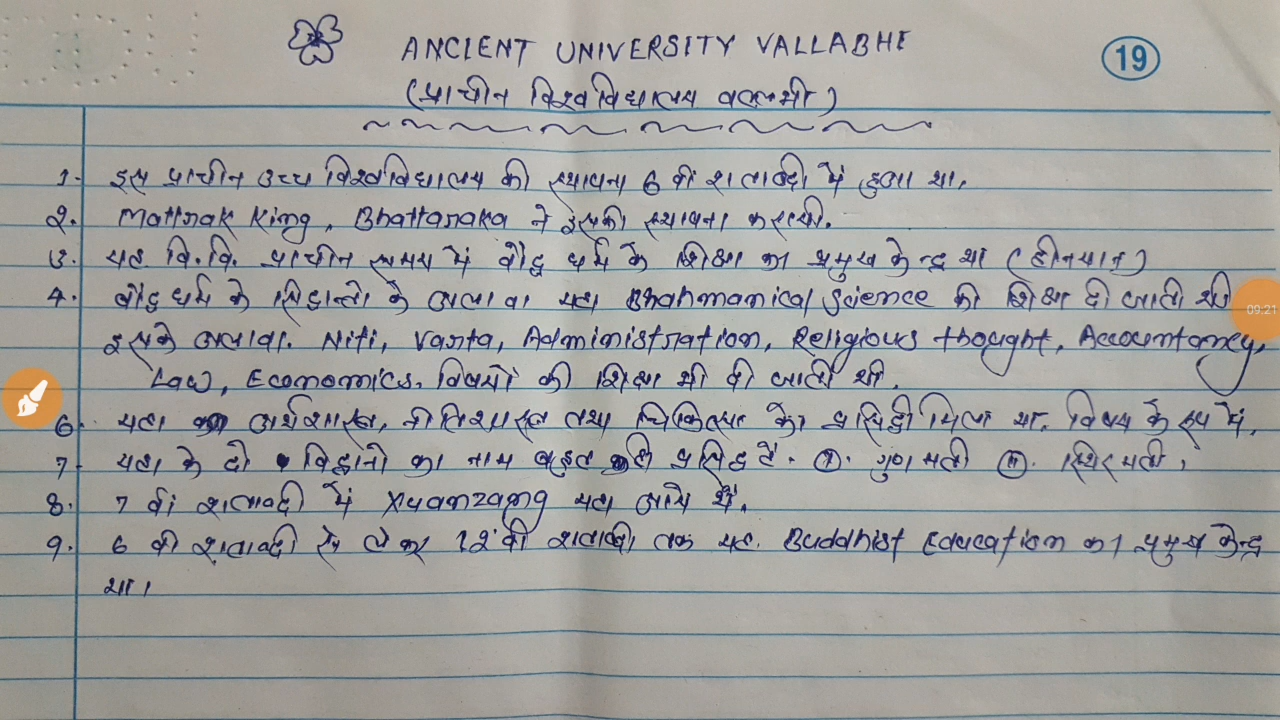 ANCIENT UNIVERSITY VALLABHI
19
(प्राचीन विश्वविद्यालय वल्लभी)
1. इस प्राचीन उच्च विश्वविद्यालय की स्थापना 6 वीं शताब्दी में हुआ था.
2. Maitrak King, Bhattaraka ने इसकी स्थापना करायी.
3. यह वि.वि. प्राचीन समय में बौद्ध धर्म के शिक्षा का प्रमुख केन्द्र था (हीनयान)
4. बौद्ध धर्म के सिद्वान्तो के अलावा यहा Brahmanical Science की शिक्षा दी जाती थी
09:21
इसके अलावा. Niti, Varta, Administration, Religious thought, Accountancy,
Law, Economics. विषयों की शिक्षा भी दी जाती थी.
6. यहा अर्थशास्त्र, नीतिशास्त्र तथा चिकित्सा को प्रसिद्धी मिला था. विषय के रूप में.
7. यहा के दो विद्वानो का नाम बहुत ही प्रसिद्ध हैं. (i). गुणमती (ii). स्थिरमती.
8. 7 वीं शताब्दी में Xuanzang यहा आये थें.
9. 6 वी शताब्दी से लेकर 12 वीं शताब्दी तक यह. Buddhist Education का प्रमुख केन्द्र
था।